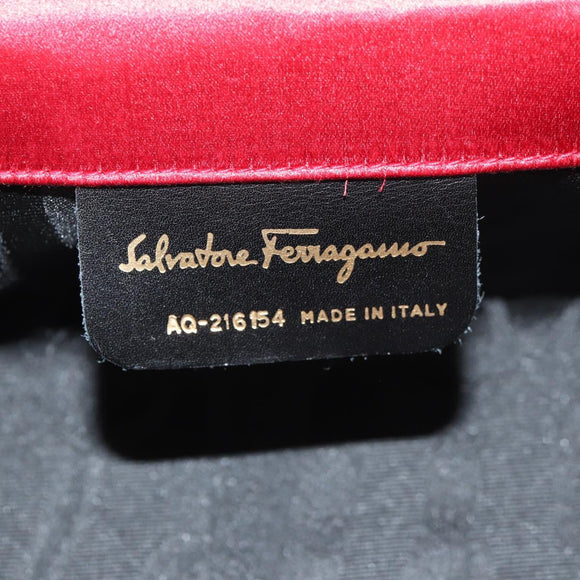 Salvatore Ferragamo
AQ-216154 MADE IN ITALY